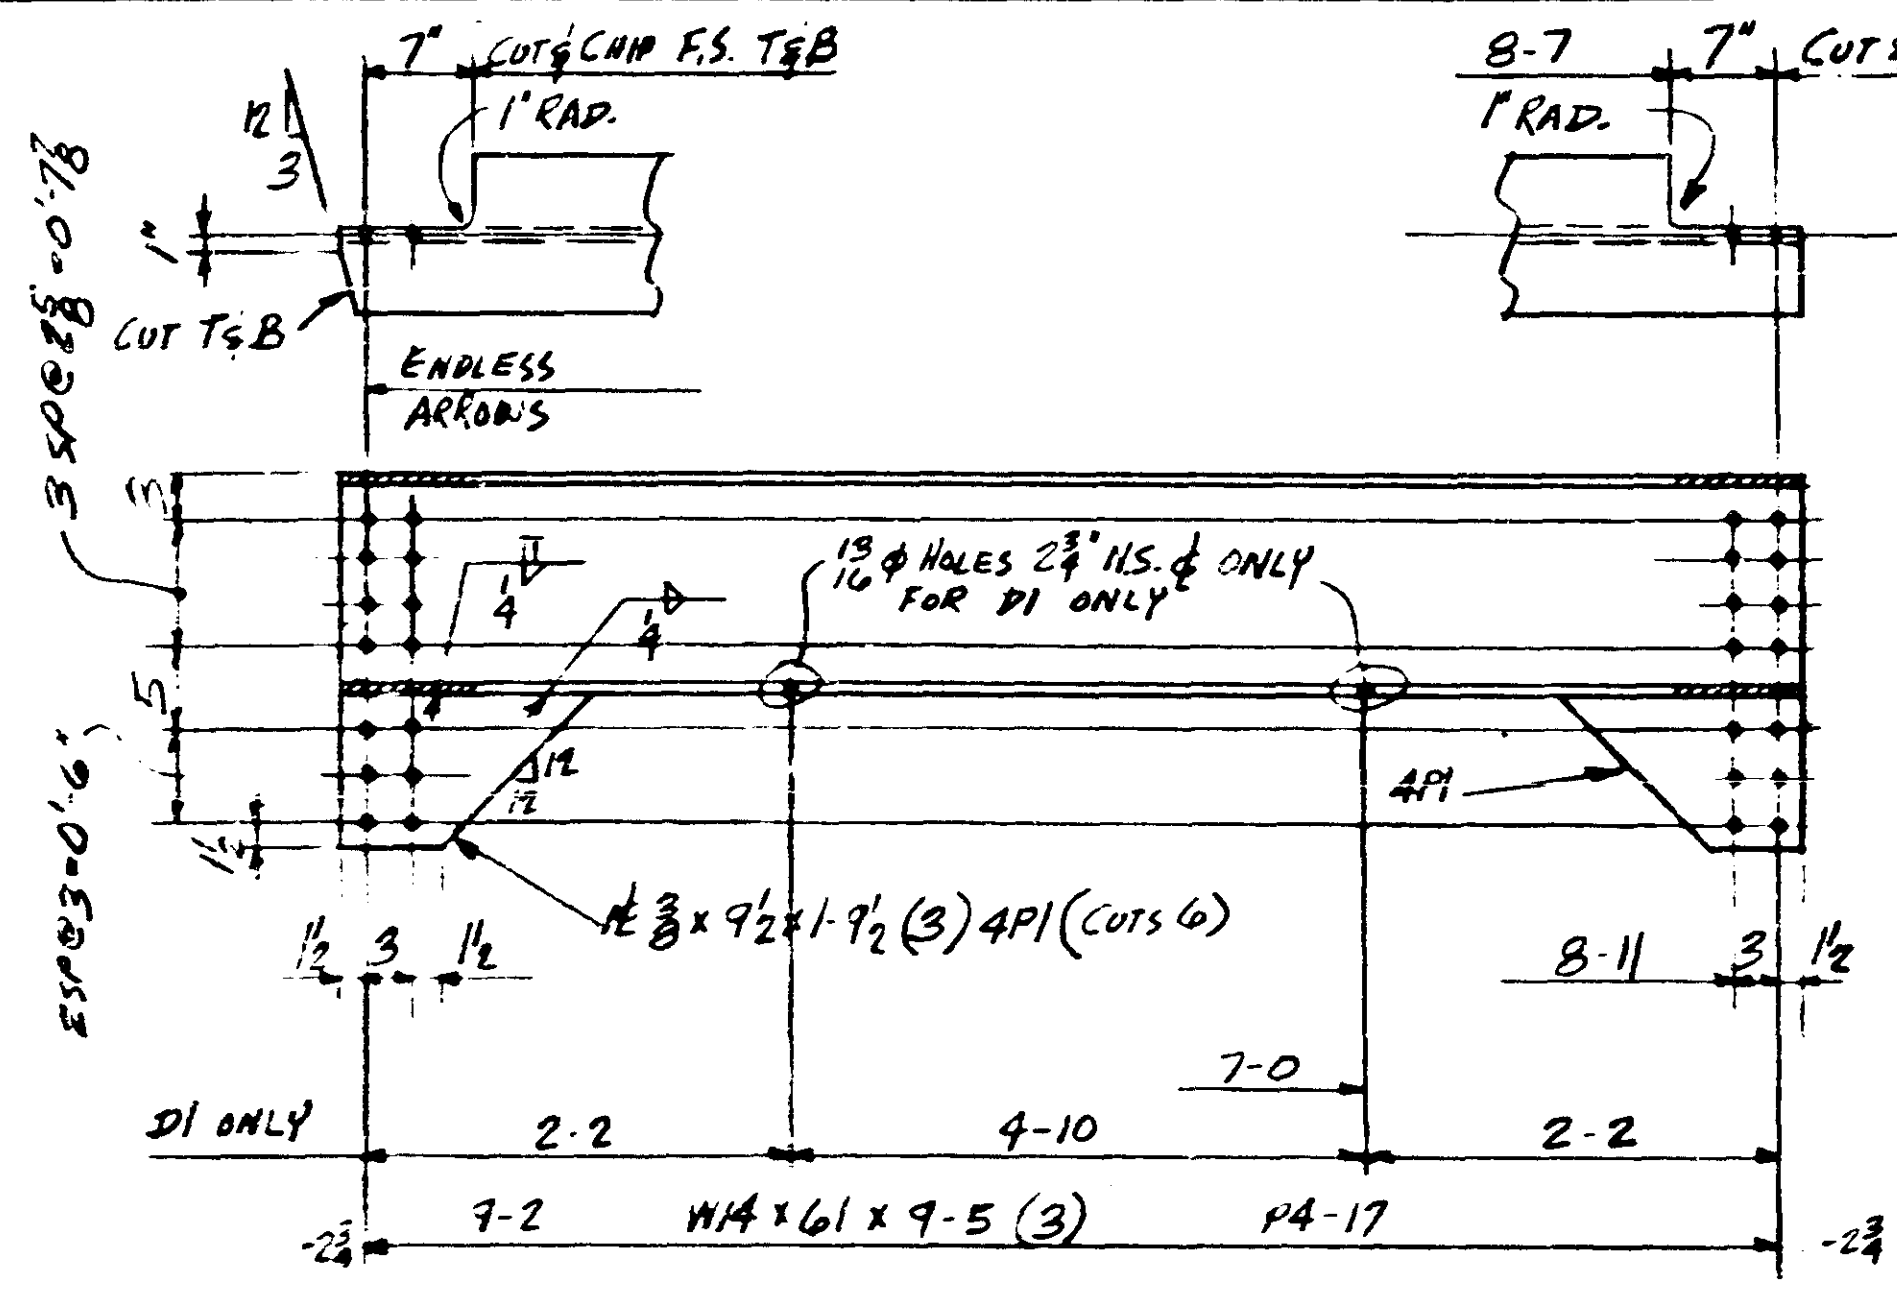 7" CUT & CHIP F.S. T&B
8-7 7" CUT &
1" RAD.
1" RAD.
12
3
1"
CUT T&B
3 SP @ 2 5/8 = 0'-7 7/8
ENDLESS
ARROWS
3
13/16 ϕ HOLES 2 3/4" N.S. ₵ ONLY
FOR D1 ONLY
1/4
1/4
5
12
12
4P1
1 1/2
PL 3/8 x 9 1/2 x 1-9 1/2 (3) 4P1 (CUTS 6)
@ 3 = 0'-6"
1 1/2 3 1 1/2
8-11 3 1 1/2
7-0
D1 ONLY 2-2 4-10 2-2
9-2 W14 x 61 x 9-5 (3) P4-17
-2 3/4 -2 3/4